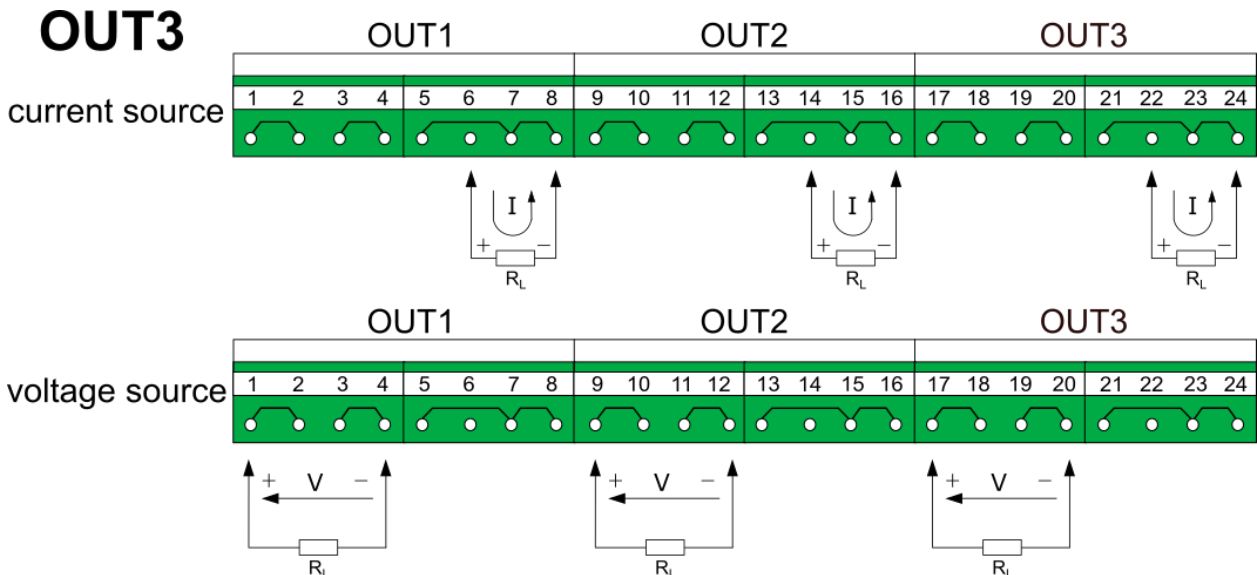 OUT3
OUT1 OUT2 OUT3
current source
1 2 3 4 5 6 7 8 9 10 11 12 13 14 15 16 17 18 19 20 21 22 23 24
I I I
+ − + − + −
RL RL RL
OUT1 OUT2 OUT3
voltage source
1 2 3 4 5 6 7 8 9 10 11 12 13 14 15 16 17 18 19 20 21 22 23 24
+ V − + V − + V −
RL RL RL